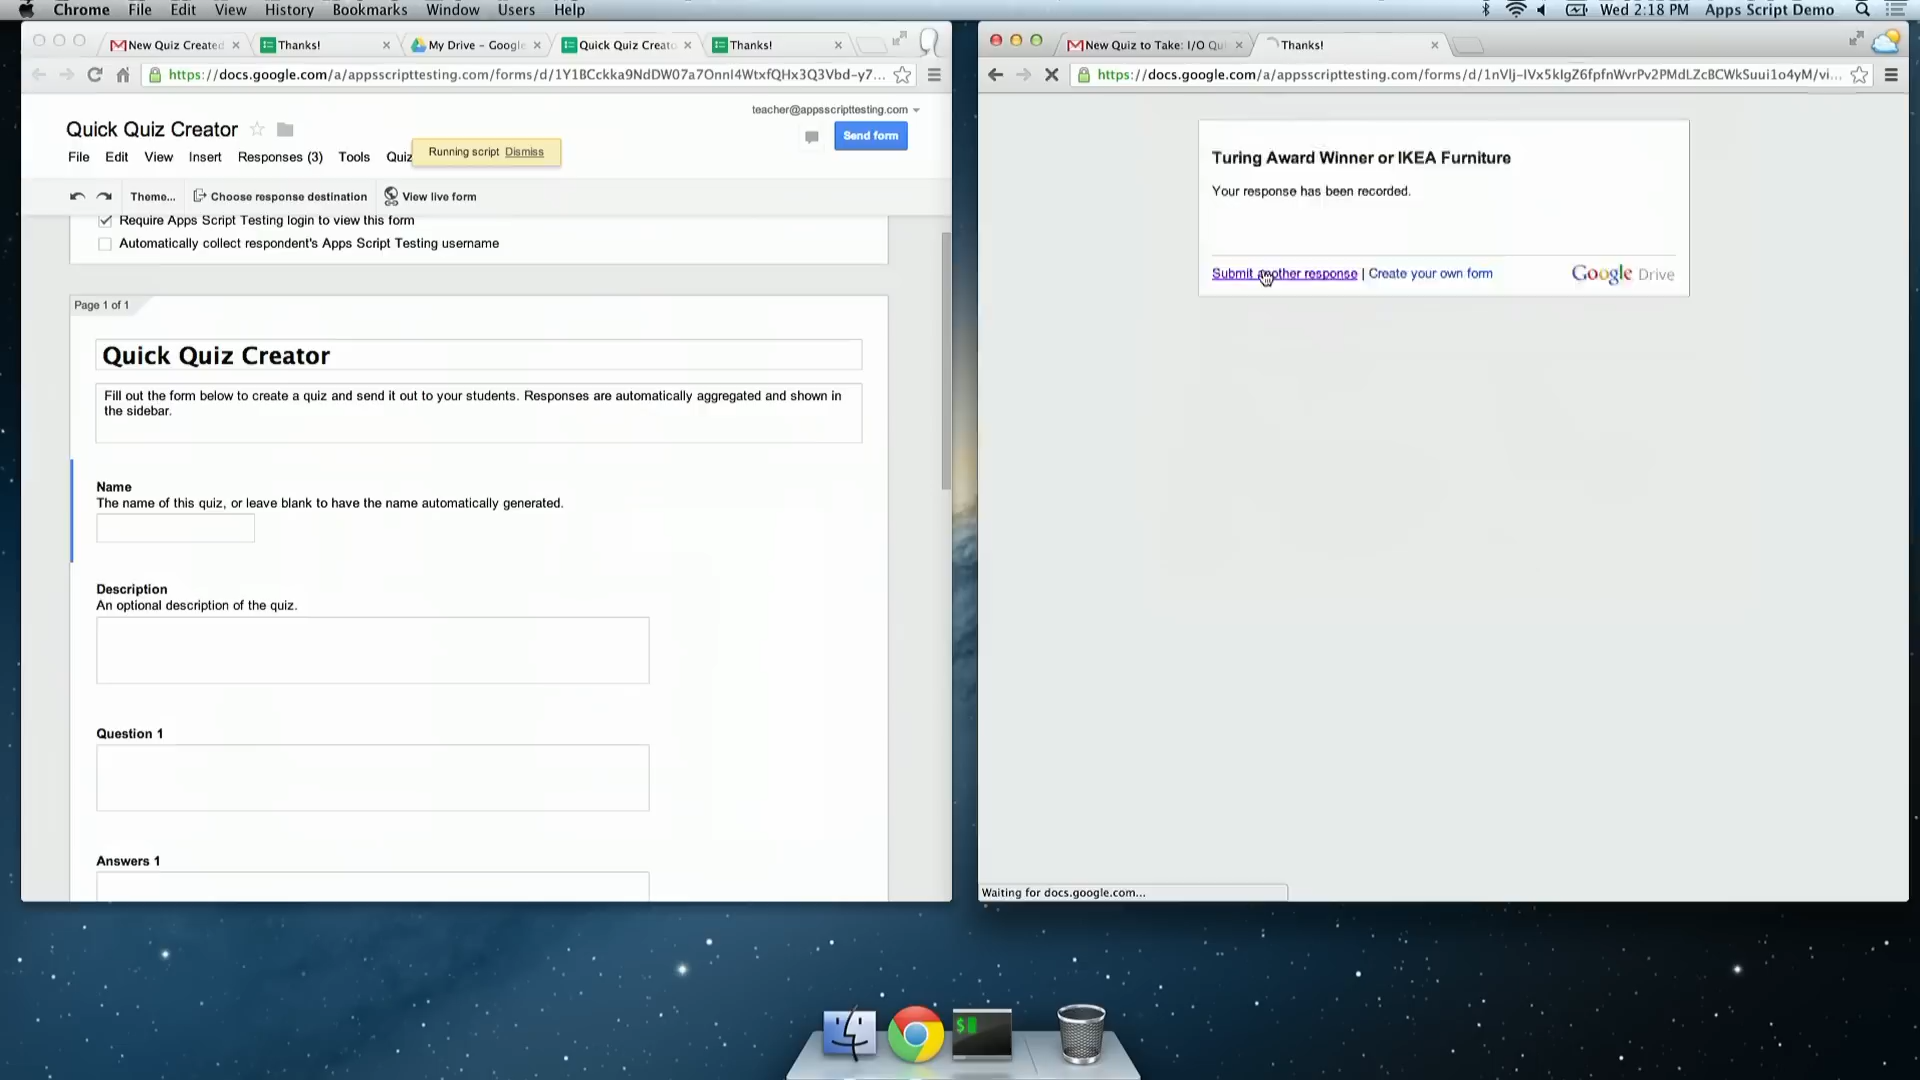 Chrome File Edit View History Bookmarks Window Users Help
Wed 2:18 PM Apps Script Demo
New Quiz Created
Thanks!
My Drive – Google
Quick Quiz Creato
Thanks!
https://docs.google.com/a/appsscripttesting.com/forms/d/1Y1BCckka9NdDW07a7Onnl4WtxfQHx3Q3Vbd-y7...
teacher@appsscripttesting.com
Quick Quiz Creator
Send form
File Edit View Insert Responses (3) Tools Quiz
Running script Dismiss
Theme... Choose response destination View live form
Require Apps Script Testing login to view this form
Automatically collect respondent's Apps Script Testing username
Page 1 of 1
Quick Quiz Creator
Fill out the form below to create a quiz and send it out to your students. Responses are automatically aggregated and shown in
the sidebar.
Name
The name of this quiz, or leave blank to have the name automatically generated.
Description
An optional description of the quiz.
Question 1
Answers 1
New Quiz to Take: I/O Qui
Thanks!
https://docs.google.com/a/appsscripttesting.com/forms/d/1nVlj-IVx5kIgZ6fpfnWvrPv2PMdLZcBCWkSuui1o4yM/vi...
Turing Award Winner or IKEA Furniture
Your response has been recorded.
Submit another response | Create your own form
Google Drive
Waiting for docs.google.com...
$